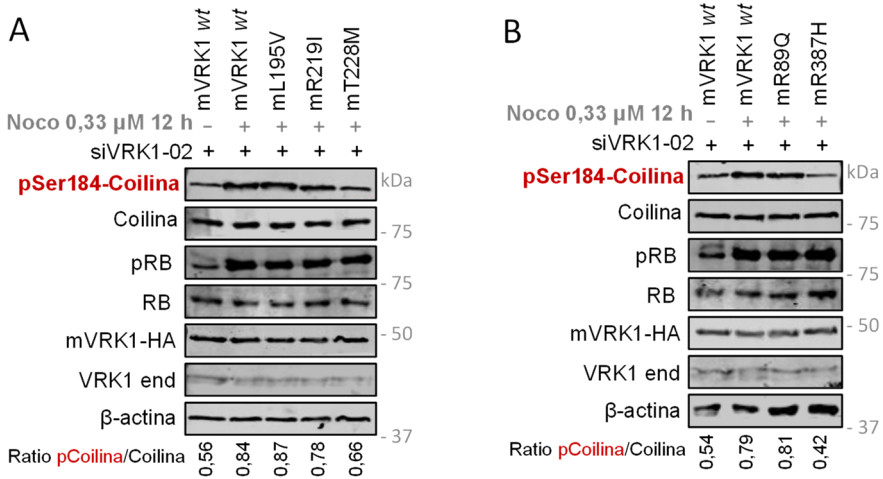 A
mVRK1 wt
mVRK1 wt
mL195V
mR219I
mT228M
Noco 0,33 µM 12 h - + + + +
siVRK1-02 + + + + +
pSer184-Coilina
kDa
Coilina
- 75
pRB
- 75
RB
mVRK1-HA
- 50
VRK1 end
β-actina
- 37
Ratio pCoilina/Coilina
0,56
0,84
0,87
0,78
0,66
B
mVRK1 wt
mVRK1 wt
mR89Q
mR387H
Noco 0,33 µM 12 h - + + +
siVRK1-02 + + + +
pSer184-Coilina
kDa
Coilina
- 75
pRB
- 75
RB
mVRK1-HA
- 50
VRK1 end
β-actina
- 37
Ratio pCoilina/Coilina
0,54
0,79
0,81
0,42